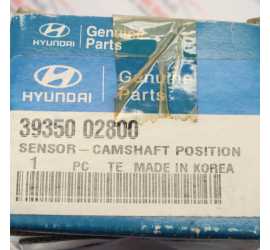 Genuine
HYUNDAI Parts
Genuine
HYUNDAI Parts
39350 02800
SENSOR-CAMSHAFT POSITION
1 PC TE MADE IN KOREA